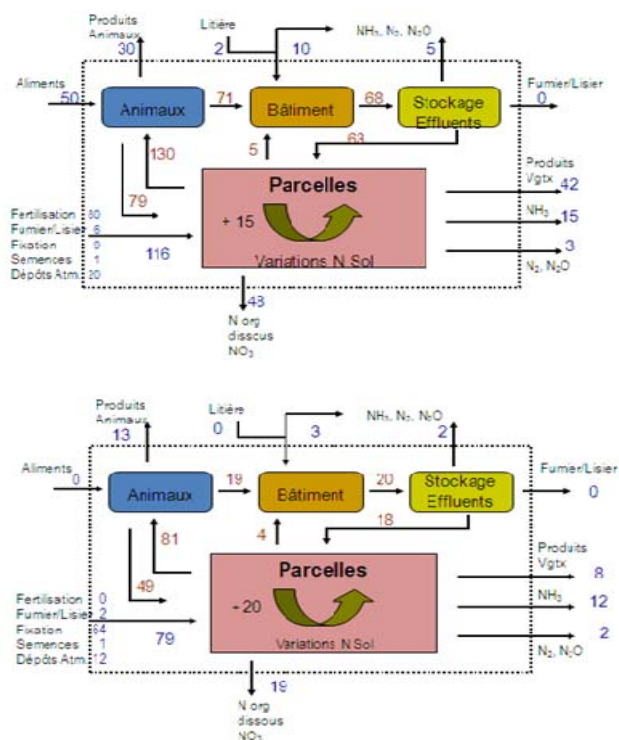 Produits
Animaux
30
Litière
2
10
NH3, N2, N2O
5
Aliments
50
Animaux
71
Bâtiment
68
Stockage
Effluents
Fumier/Lisier
0
130
5
63
79
Parcelles
+ 15
Variations N Sol
Produits
Vgtx
42
NH3
15
3
N2, N2O
Fertilisation 80
Fumier/Lisier 6
Fixation 9
Semences 1
Dépôts Atm. 20
116
48
N org
disscus
NO3
Produits
Animaux
13
Litière
0
3
NH3, N2, N2O
2
Aliments
0
Animaux
19
Bâtiment
20
Stockage
Effluents
Fumier/Lisier
0
81
4
18
49
Parcelles
20
Variations N Sol
Produits
Vgtx
8
NH3
12
2
N2, N2O
Fertilisation 0
Fumier/Lisier 2
Fixation 64
Semences 1
Dépôts Atm. 12
79
19
N org
dissous
NO3